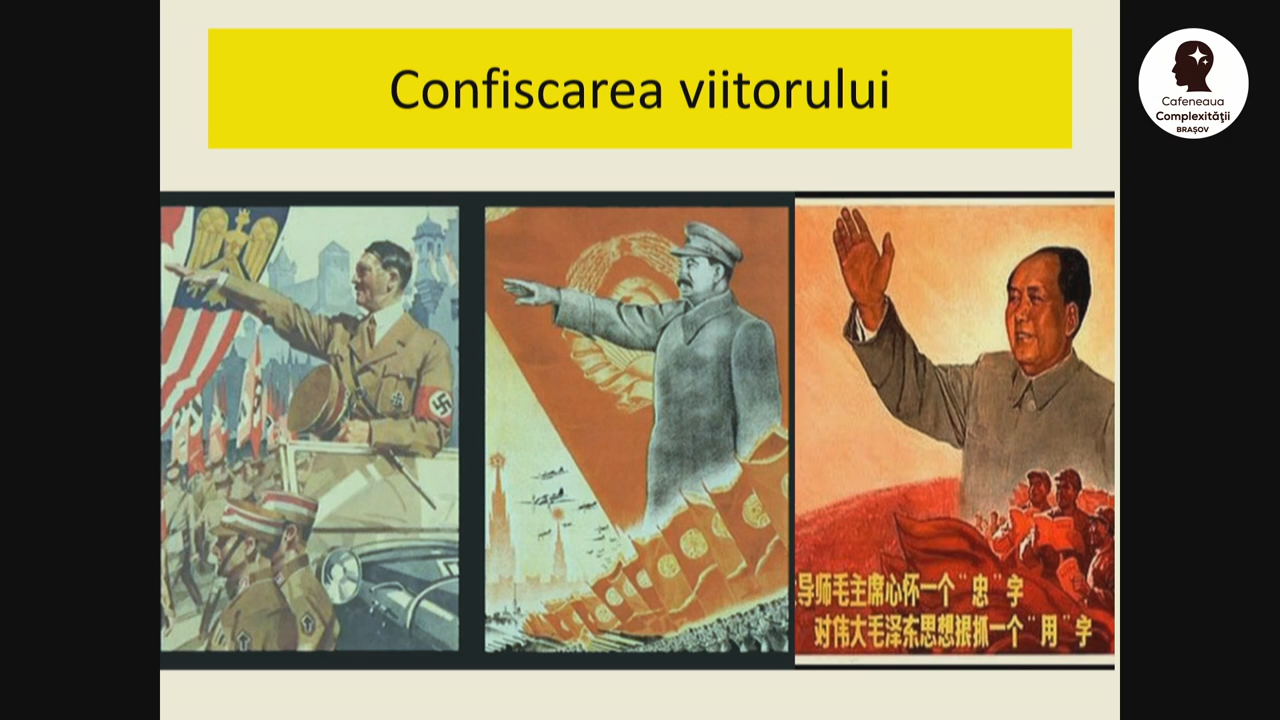 Confiscarea viitorului
Cafeneaua
Complexității
BRAȘOV
导师毛主席心怀一个“忠”字
对伟大毛泽东思想狠抓一个“用”字